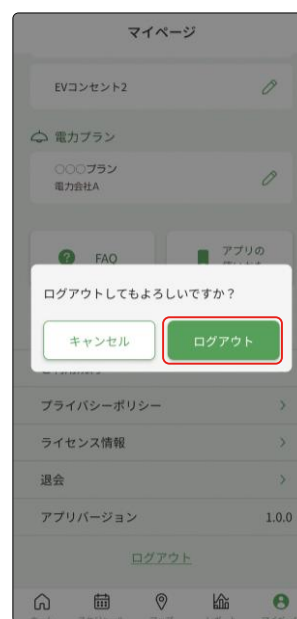 マイページ
EVコンセント2
電力プラン
○○○プラン
電力会社A
FAQ
アプリの
ログアウトしてもよろしいですか？
キャンセル
ログアウト
プライバシーポリシー
ライセンス情報
退会
アプリバージョン 1.0.0
ログアウト